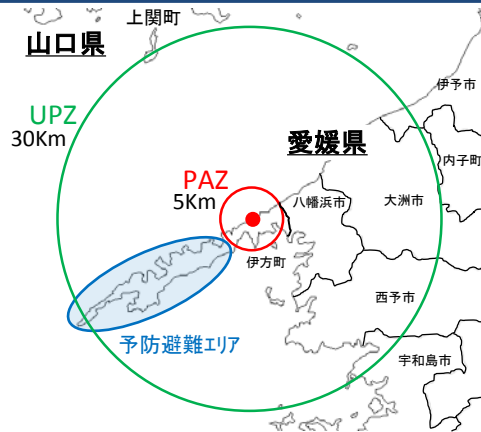 上関町
山口県
UPZ
30Km
伊予市
愛媛県
内子町
PAZ
5Km
八幡浜市
大洲市
伊方町
西予市
予防避難エリア
宇和島市